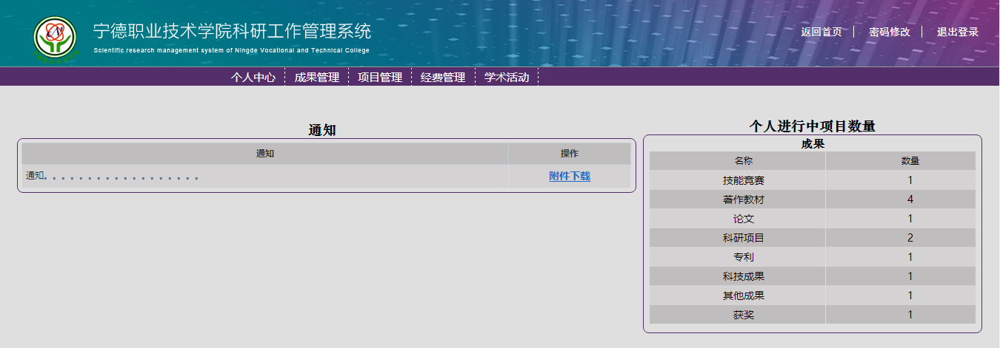 宁德职业技术学院科研工作管理系统
Scientific research management system of Ningde Vocational and Technical College
返回首页 密码修改 退出登录
个人中心 成果管理 项目管理 经费管理 学术活动
通知
通知 操作
通知。。。。。。。。。。。。。。。。。。 附件下载
个人进行中项目数量
成果
名称 数量
技能竞赛 1
著作教材 4
论文 1
科研项目 2
专利 1
科技成果 1
其他成果 1
获奖 1